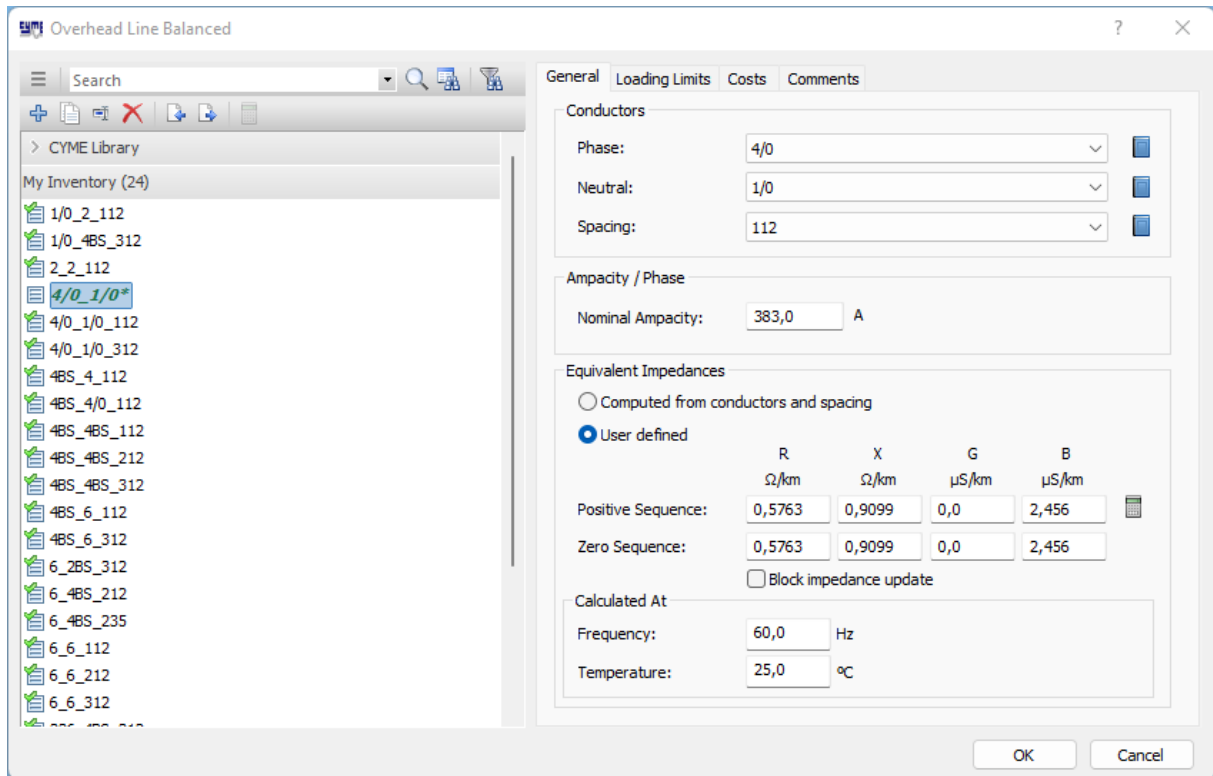 CYME Overhead Line Balanced ? ×
Search
> CYME Library
My Inventory (24)
1/0_2_112
1/0_4BS_312
2_2_112
4/0_1/0*
4/0_1/0_112
4/0_1/0_312
4BS_4_112
4BS_4/0_112
4BS_4BS_112
4BS_4BS_212
4BS_4BS_312
4BS_6_112
4BS_6_312
6_2BS_312
6_4BS_212
6_4BS_235
6_6_112
6_6_212
6_6_312
General Loading Limits Costs Comments
Conductors
Phase: 4/0
Neutral: 1/0
Spacing: 112
Ampacity / Phase
Nominal Ampacity: 383,0 A
Equivalent Impedances
Computed from conductors and spacing
User defined
R X G B
Ω/km Ω/km µS/km µS/km
Positive Sequence: 0,5763 0,9099 0,0 2,456
Zero Sequence: 0,5763 0,9099 0,0 2,456
Block impedance update
Calculated At
Frequency: 60,0 Hz
Temperature: 25,0 ºC
OK Cancel